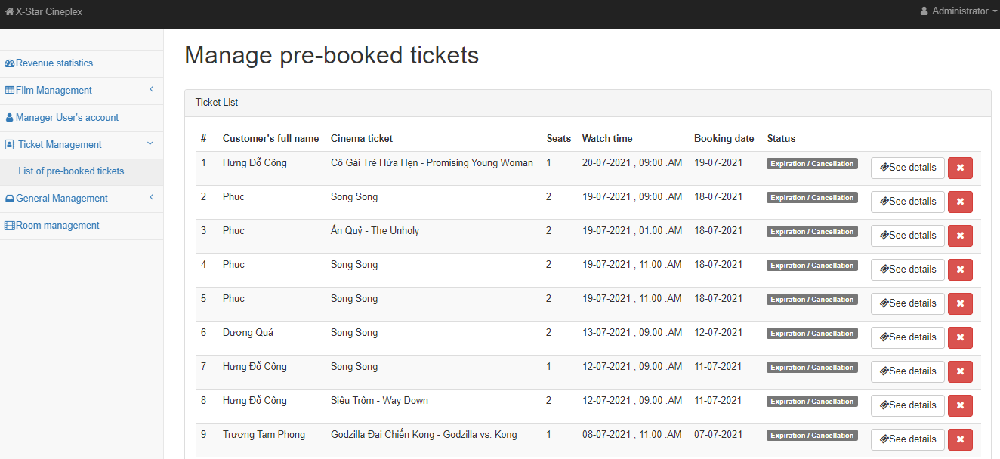 X-Star Cineplex
Administrator
Revenue statistics
Film Management
Manager User's account
Ticket Management
List of pre-booked tickets
General Management
Room management
Manage pre-booked tickets
Ticket List
# Customer's full name Cinema ticket Seats Watch time Booking date Status
1 Hưng Đỗ Công Cô Gái Trẻ Hứa Hẹn - Promising Young Woman 1 20-07-2021 , 09:00 .AM 19-07-2021 Expiration / Cancellation See details
2 Phuc Song Song 2 19-07-2021 , 09:00 .AM 18-07-2021 Expiration / Cancellation See details
3 Phuc Ấn Quỷ - The Unholy 2 19-07-2021 , 01:00 .AM 18-07-2021 Expiration / Cancellation See details
4 Phuc Song Song 2 19-07-2021 , 11:00 .AM 18-07-2021 Expiration / Cancellation See details
5 Phuc Song Song 2 19-07-2021 , 11:00 .AM 18-07-2021 Expiration / Cancellation See details
6 Dương Quá Song Song 2 13-07-2021 , 09:00 .AM 12-07-2021 Expiration / Cancellation See details
7 Hưng Đỗ Công Song Song 1 12-07-2021 , 09:00 .AM 11-07-2021 Expiration / Cancellation See details
8 Hưng Đỗ Công Siêu Trộm - Way Down 2 12-07-2021 , 09:00 .AM 11-07-2021 Expiration / Cancellation See details
9 Trương Tam Phong Godzilla Đại Chiến Kong - Godzilla vs. Kong 1 08-07-2021 , 11:00 .AM 07-07-2021 Expiration / Cancellation See details